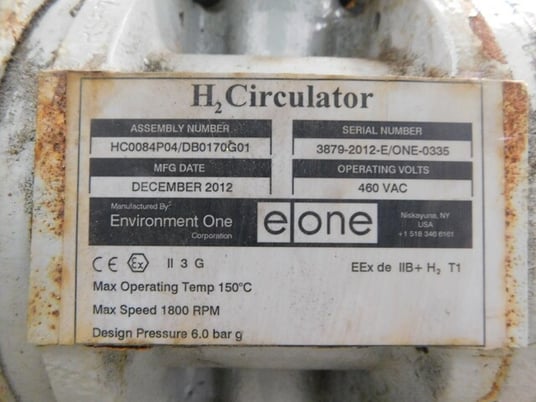 H₂Circulator
ASSEMBLY NUMBER
HC0084P04/DB0170G01
SERIAL NUMBER
3879-2012-E/ONE-0335
MFG DATE
DECEMBER 2012
OPERATING VOLTS
460 VAC
Manufactured By:
Environment One
Corporation
e|one
Niskayuna, NY
USA
+1 518 346 6161
CE Ex II 3 G
EEx de IIB+ H₂ T1
Max Operating Temp 150°C
Max Speed 1800 RPM
Design Pressure 6.0 bar g